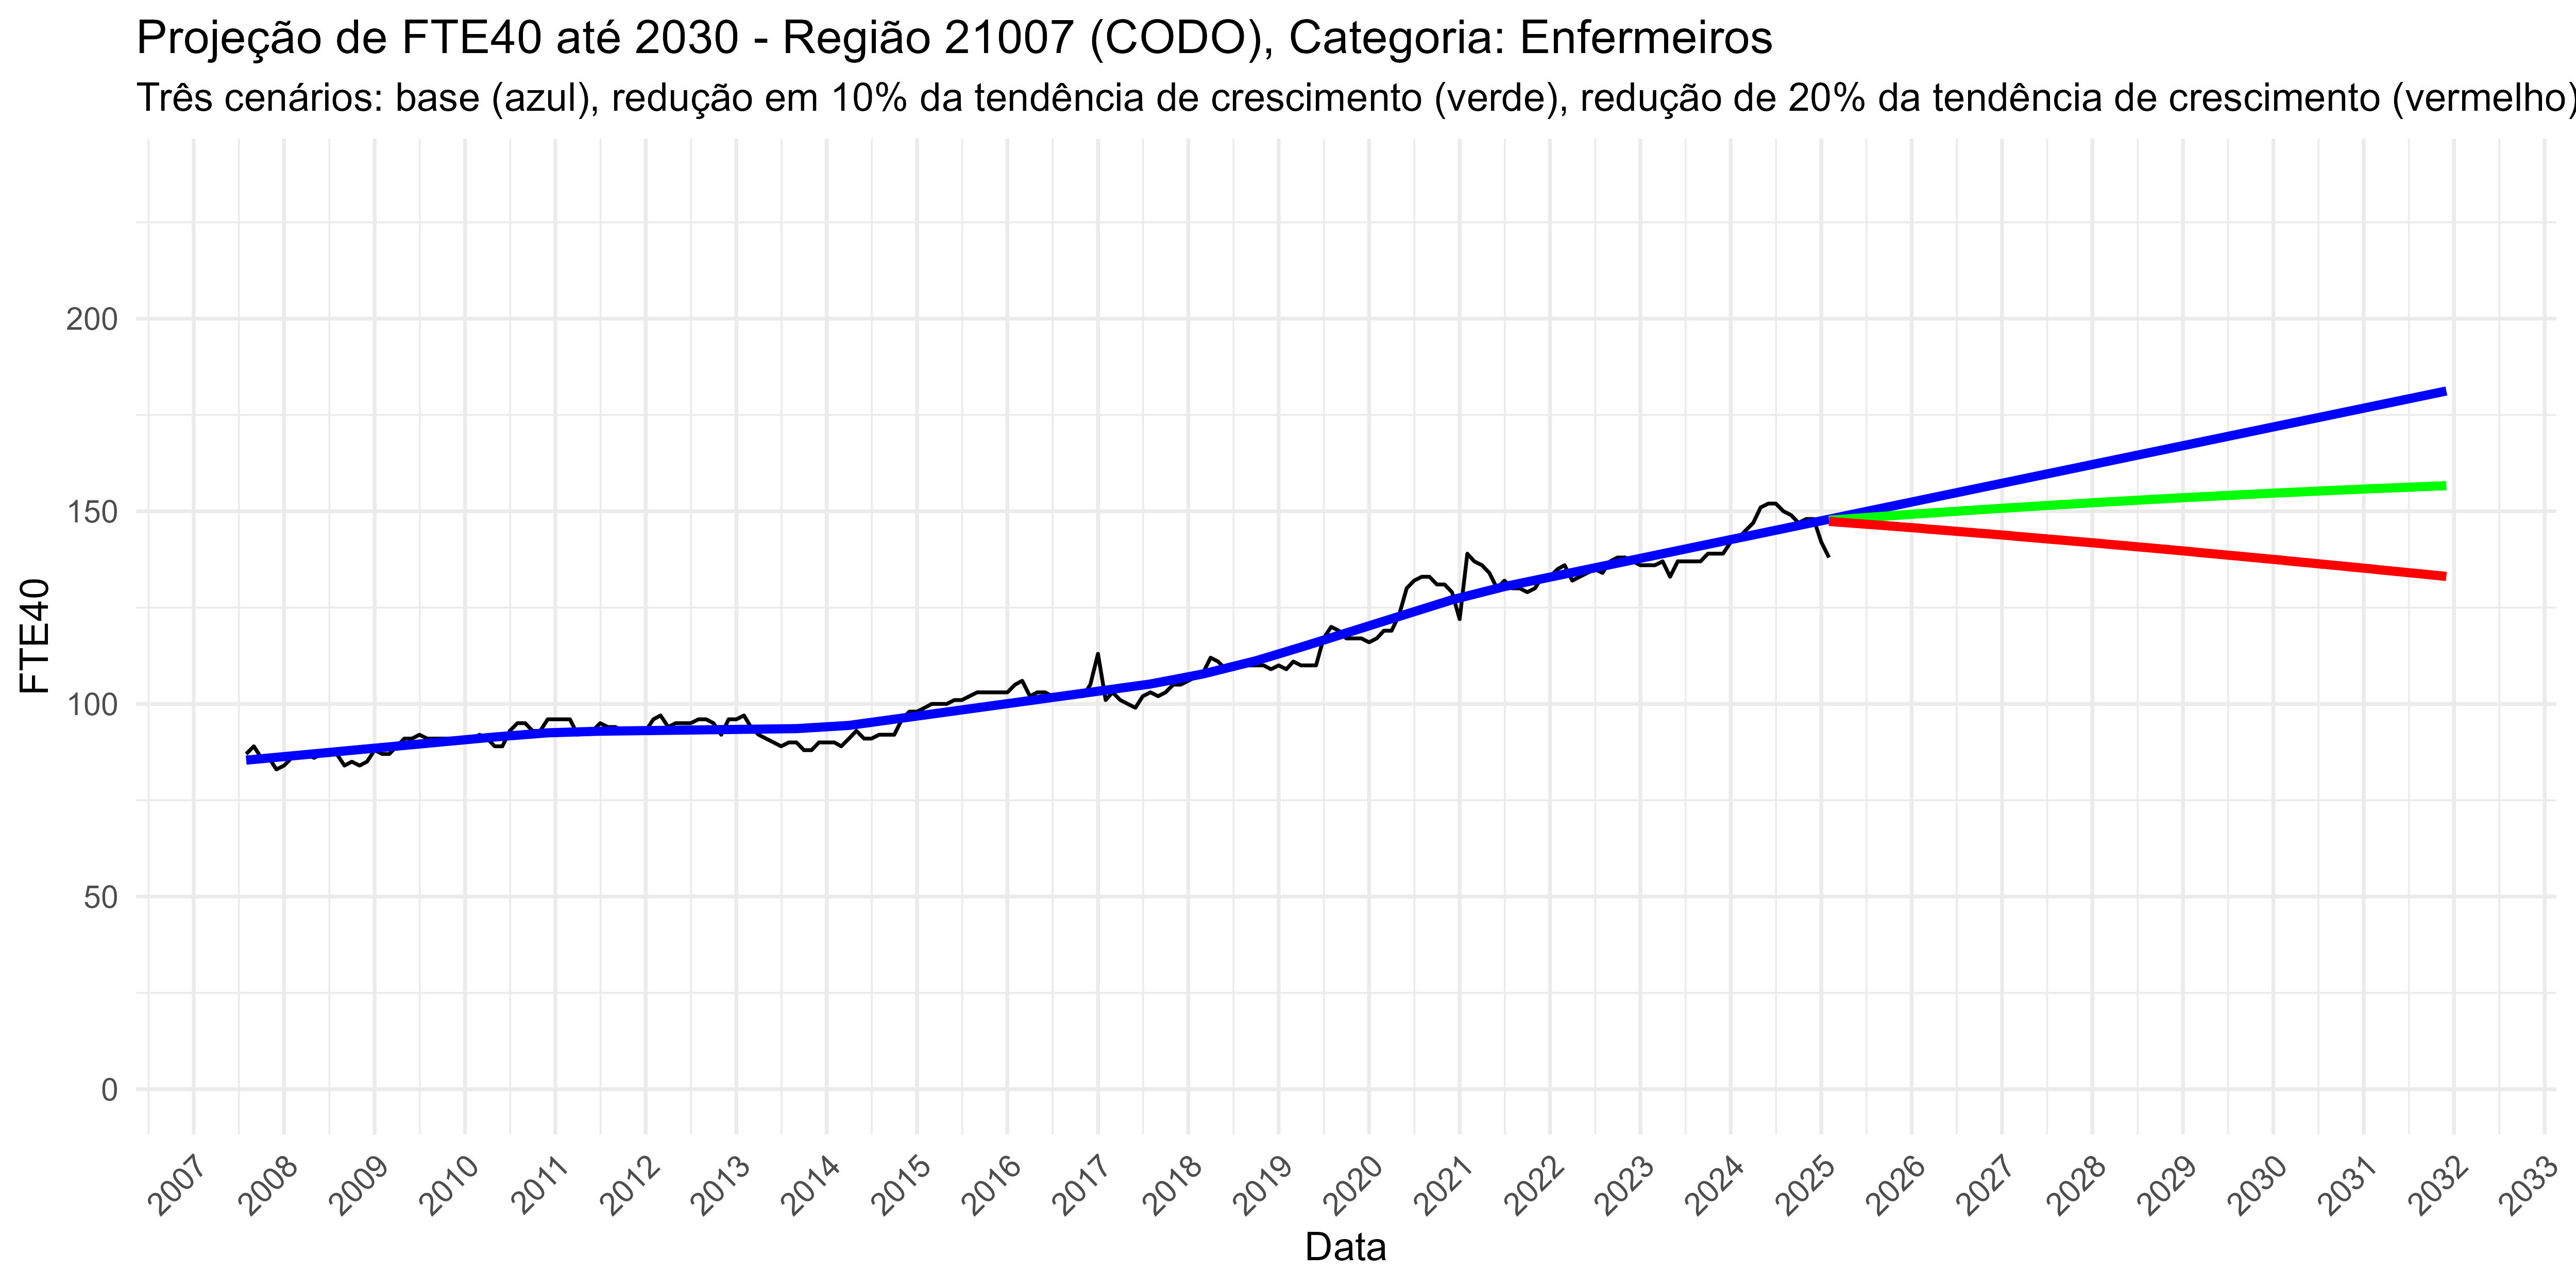 Projeção de FTE40 até 2030 - Região 21007 (CODO), Categoria: Enfermeiros
Três cenários: base (azul), redução em 10% da tendência de crescimento (verde), redução de 20% da tendência de crescimento (vermelho)
FTE40
200
150
100
50
0
2007 2008 2009 2010 2011 2012 2013 2014 2015 2016 2017 2018 2019 2020 2021 2022 2023 2024 2025 2026 2027 2028 2029 2030 2031 2032 2033
Data